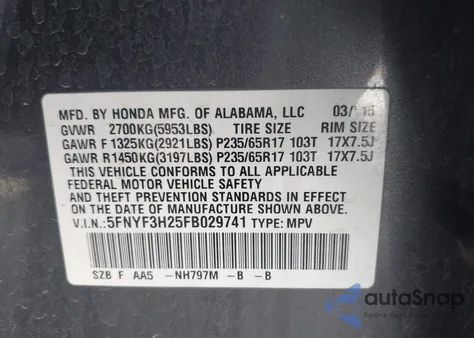 MFD. BY HONDA MFG. OF ALABAMA, LLC 03/15
GVWR 2700KG(5953LBS) TIRE SIZE RIM SIZE
GAWR F 1325KG(2921LBS) P235/65R17 103T 17X7.5J
GAWR R1450KG(3197LBS) P235/65R17 103T 17X7.5J
THIS VEHICLE CONFORMS TO ALL APPLICABLE
FEDERAL MOTOR VEHICLE SAFETY
AND THEFT PREVENTION STANDARDS IN EFFECT
ON THE DATE OF MANUFACTURE SHOWN ABOVE.
V.I.N.:5FNYF3H25FB029741 TYPE: MPV
SZB F AA5 -NH797M -B -B
autoSnap